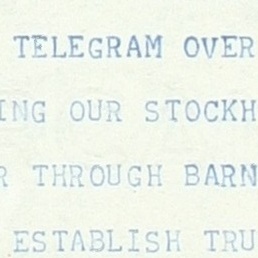 TELEGRAM OVER
ING OUR STOCKH
R THROUGH BARN
ESTABLISH TRU